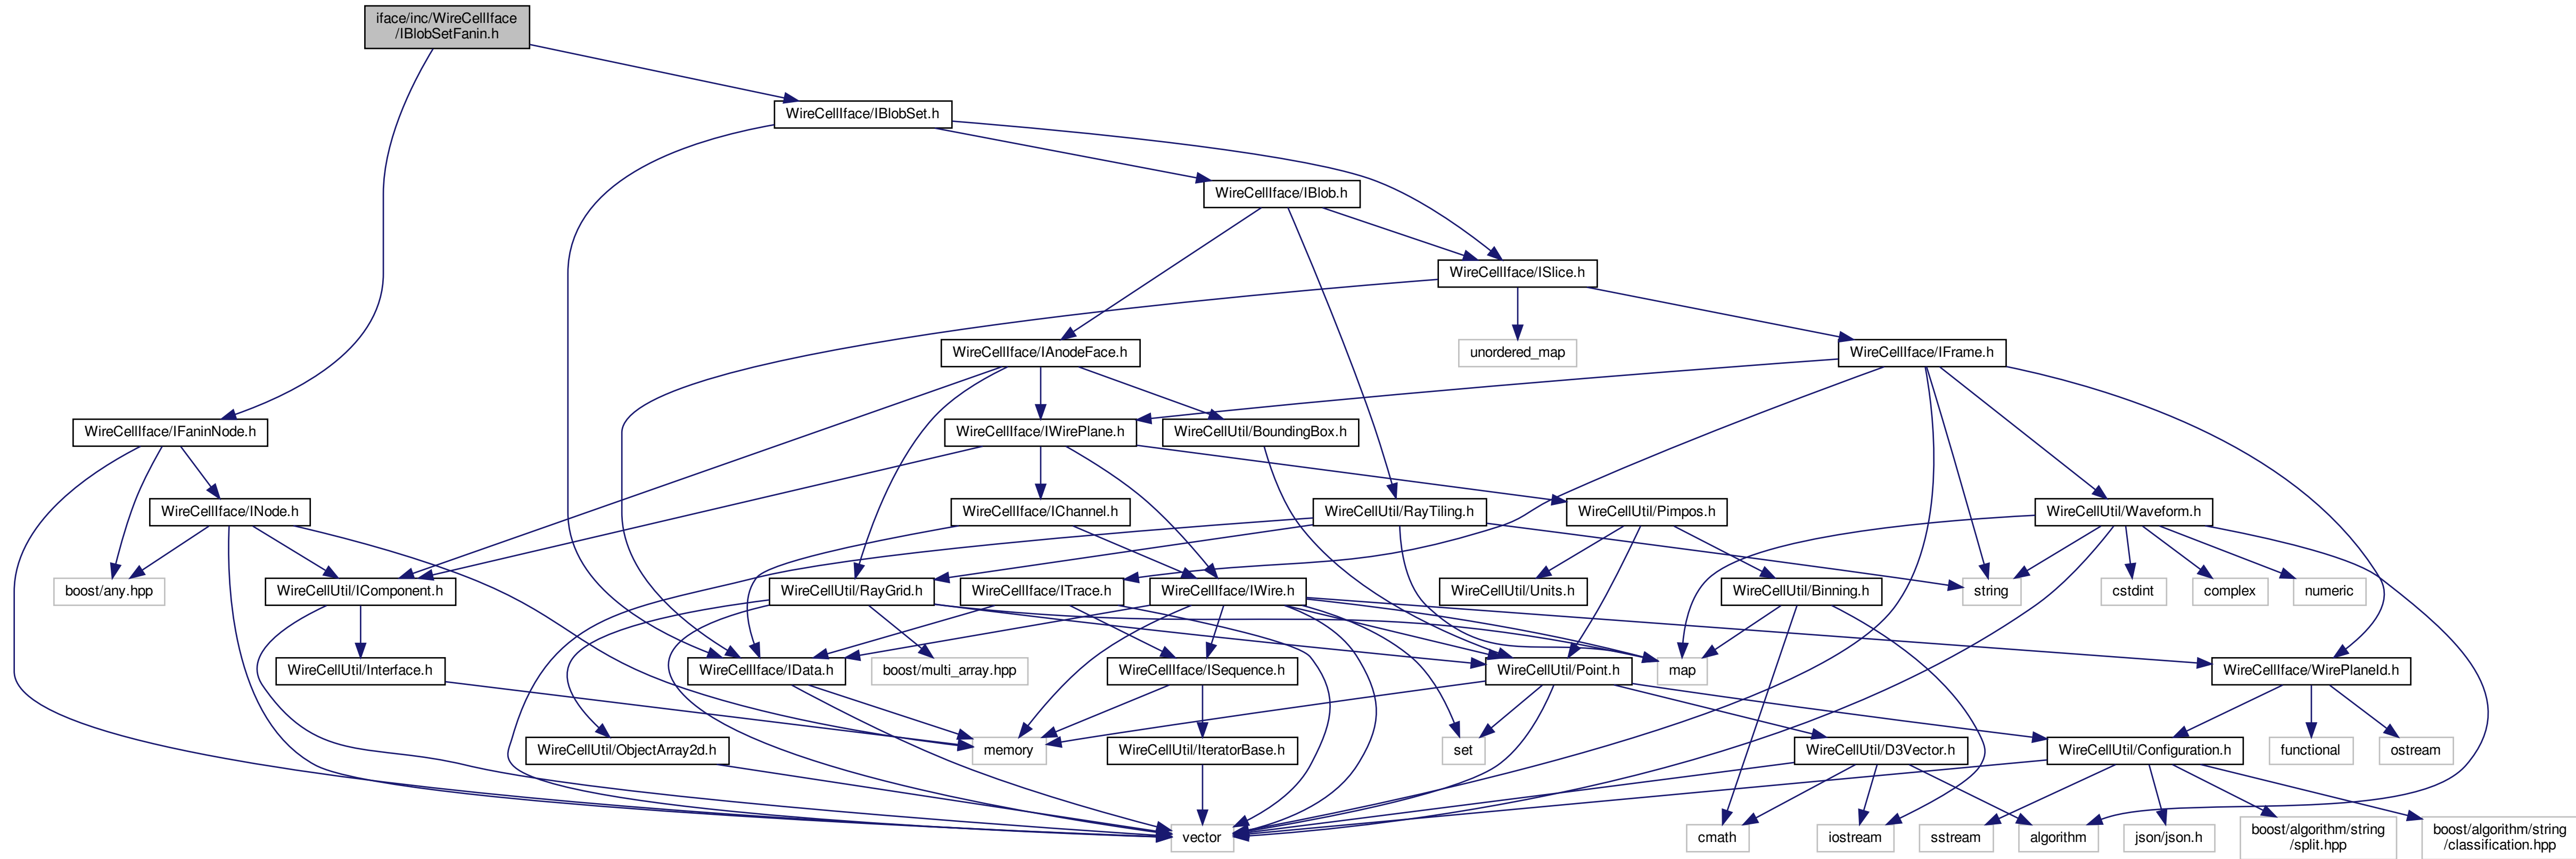 iface/inc/WireCellIface
/IBlobSetFanin.h
WireCellIface/IBlobSet.h
WireCellIface/IBlob.h
WireCellIface/ISlice.h
WireCellIface/IAnodeFace.h
unordered_map
WireCellIface/IFrame.h
WireCellIface/IFaninNode.h
WireCellIface/IWirePlane.h
WireCellUtil/BoundingBox.h
WireCellIface/INode.h
WireCellIface/IChannel.h
WireCellUtil/RayTiling.h
WireCellUtil/Pimpos.h
WireCellUtil/Waveform.h
boost/any.hpp
WireCellUtil/IComponent.h
WireCellUtil/RayGrid.h
WireCellIface/ITrace.h
WireCellIface/IWire.h
WireCellUtil/Units.h
WireCellUtil/Binning.h
string
cstdint
complex
numeric
WireCellUtil/Interface.h
WireCellIface/IData.h
boost/multi_array.hpp
WireCellIface/ISequence.h
WireCellUtil/Point.h
map
WireCellIface/WirePlaneId.h
WireCellUtil/ObjectArray2d.h
memory
WireCellUtil/IteratorBase.h
set
WireCellUtil/D3Vector.h
WireCellUtil/Configuration.h
functional
ostream
vector
cmath
iostream
sstream
algorithm
json/json.h
boost/algorithm/string
/split.hpp
boost/algorithm/string
/classification.hpp